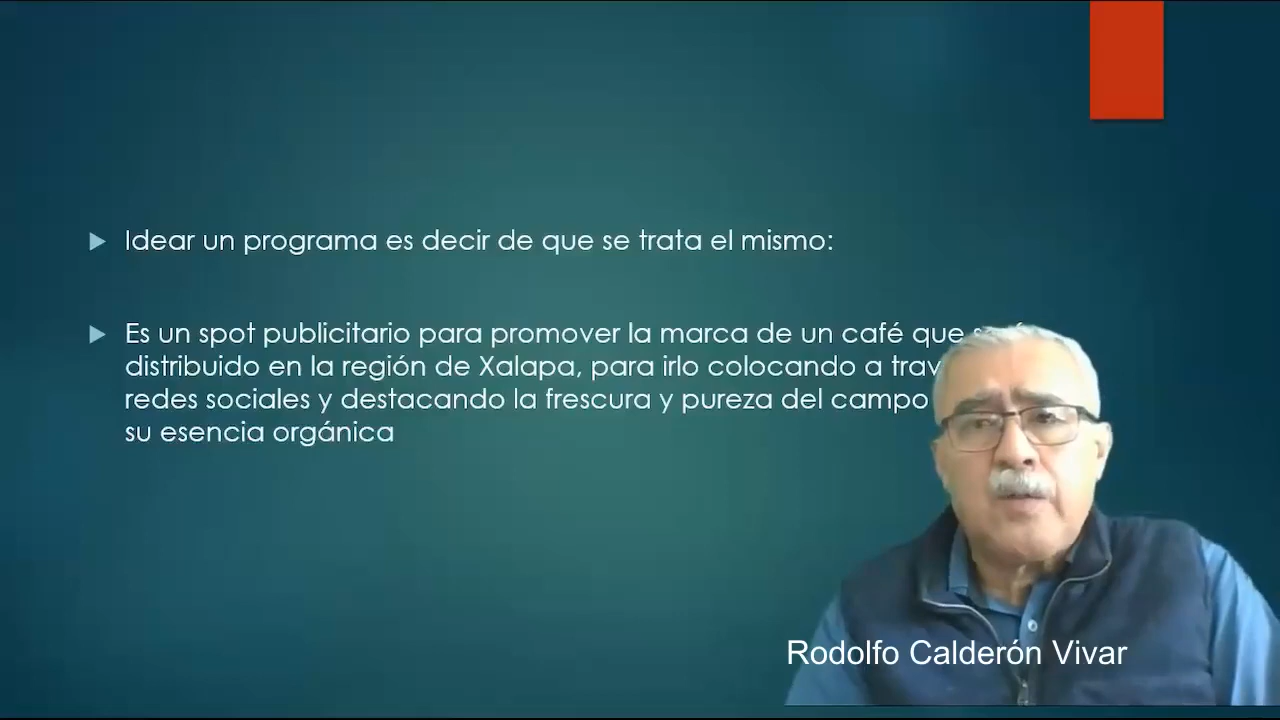 Idear un programa es decir de que se trata el mismo:
Es un spot publicitario para promover la marca de un café que
distribuido en la región de Xalapa, para irlo colocando a
redes sociales y destacando la frescura y pureza del campo
su esencia orgánica
Rodolfo Calderón Vivar